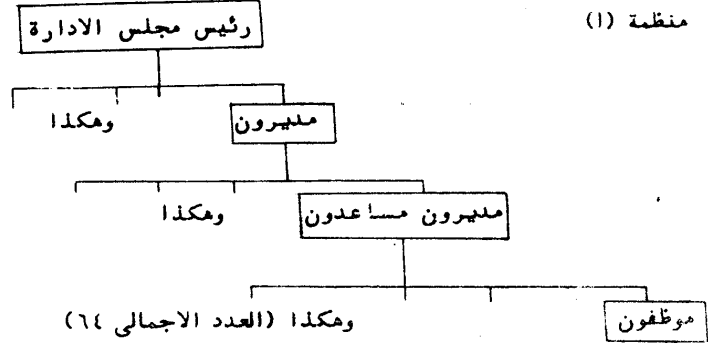 منظمة (ا)
رئيس مجلس الادارة
مديرون
وهكذا
مديرون مساعدون
وهكذا
موظفون
وهكذا (العدد الاجمالى ٦٤)